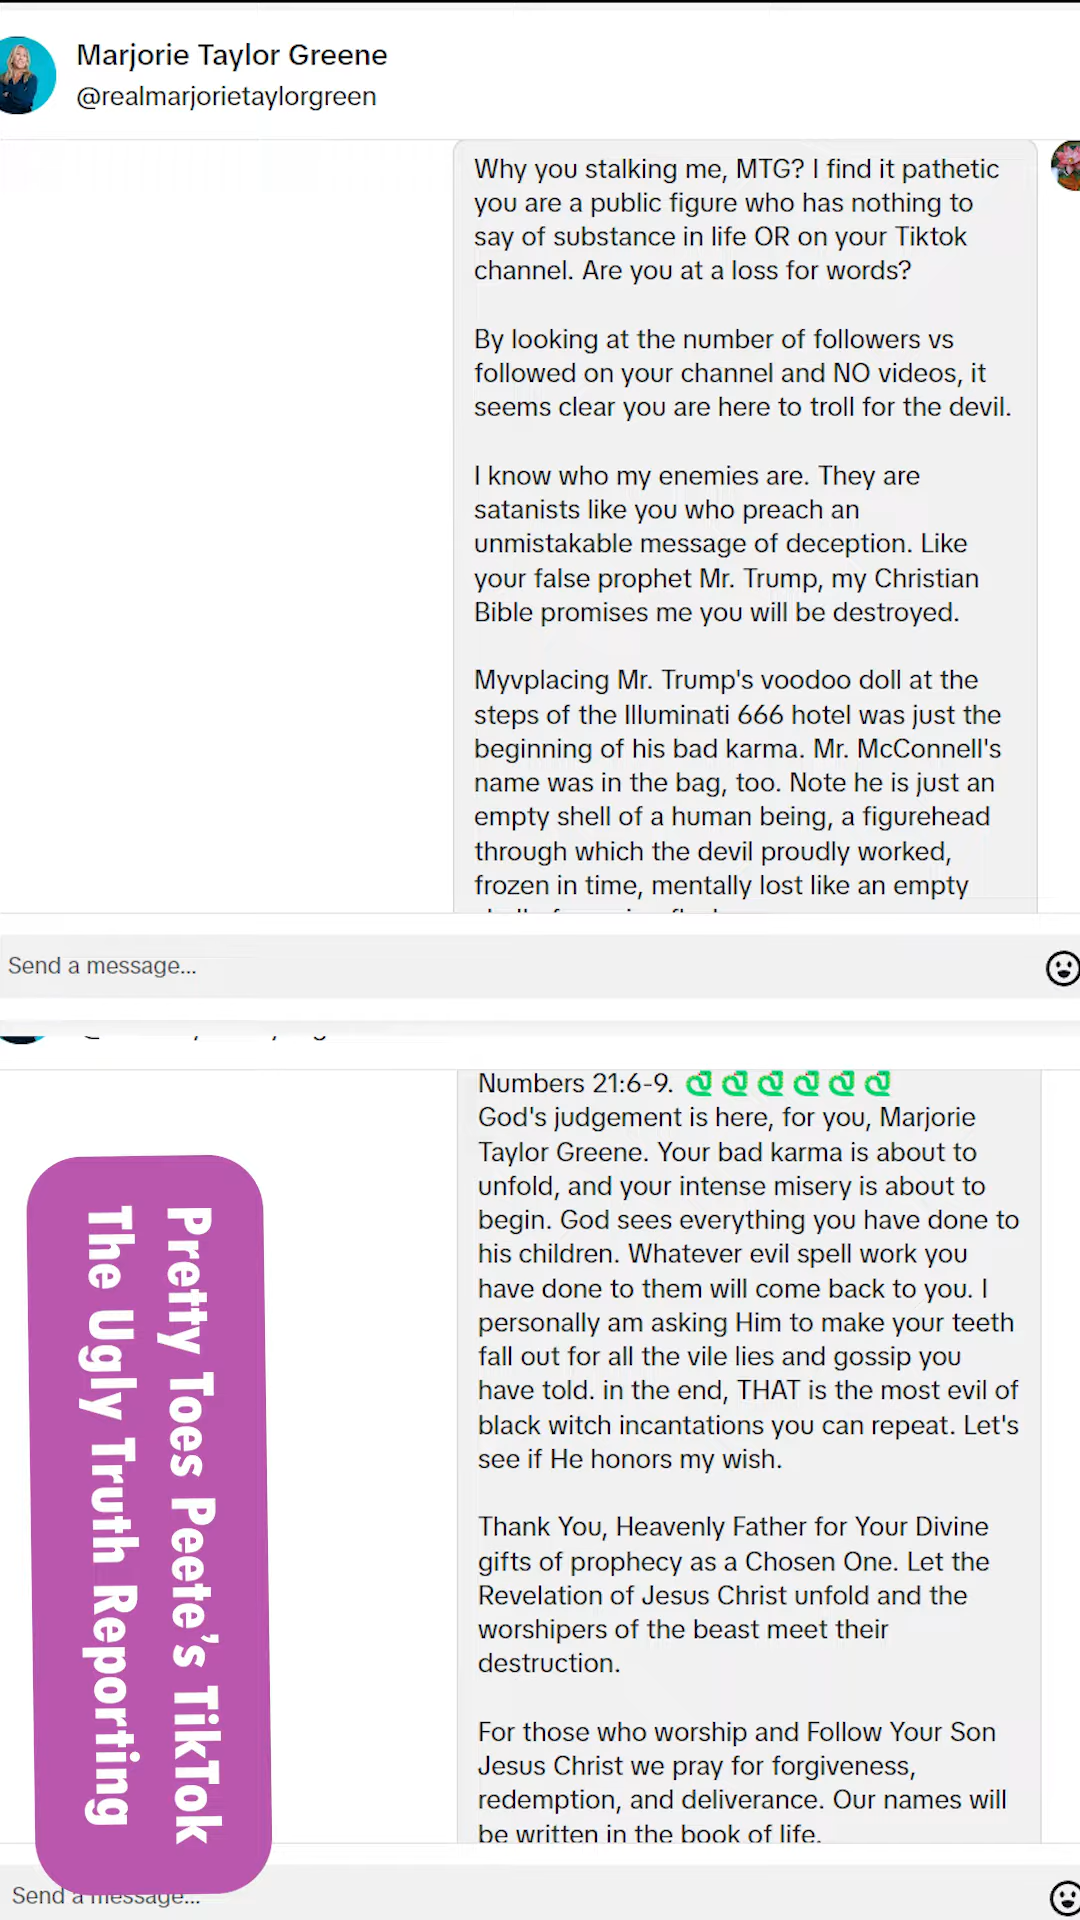 Marjorie Taylor Greene
@realmarjorietaylorgreen
Why you stalking me, MTG? I find it pathetic
you are a public figure who has nothing to
say of substance in life OR on your Tiktok
channel. Are you at a loss for words?
By looking at the number of followers vs
followed on your channel and NO videos, it
seems clear you are here to troll for the devil.
I know who my enemies are. They are
satanists like you who preach an
unmistakable message of deception. Like
your false prophet Mr. Trump, my Christian
Bible promises me you will be destroyed.
Myvplacing Mr. Trump's voodoo doll at the
steps of the Illuminati 666 hotel was just the
beginning of his bad karma. Mr. McConnell's
name was in the bag, too. Note he is just an
empty shell of a human being, a figurehead
through which the devil proudly worked,
frozen in time, mentally lost like an empty
Send a message...
Numbers 21:6-9. 🐉🐉🐉🐉🐉🐉
God's judgement is here, for you, Marjorie
Taylor Greene. Your bad karma is about to
unfold, and your intense misery is about to
begin. God sees everything you have done to
his children. Whatever evil spell work you
have done to them will come back to you. I
personally am asking Him to make your teeth
fall out for all the vile lies and gossip you
have told. in the end, THAT is the most evil of
black witch incantations you can repeat. Let's
see if He honors my wish.
Thank You, Heavenly Father for Your Divine
gifts of prophecy as a Chosen One. Let the
Revelation of Jesus Christ unfold and the
worshipers of the beast meet their
destruction.
For those who worship and Follow Your Son
Jesus Christ we pray for forgiveness,
redemption, and deliverance. Our names will
be written in the book of life.
Pretty Toes Peete's TikTok
The Ugly Truth Reporting
Send a message...